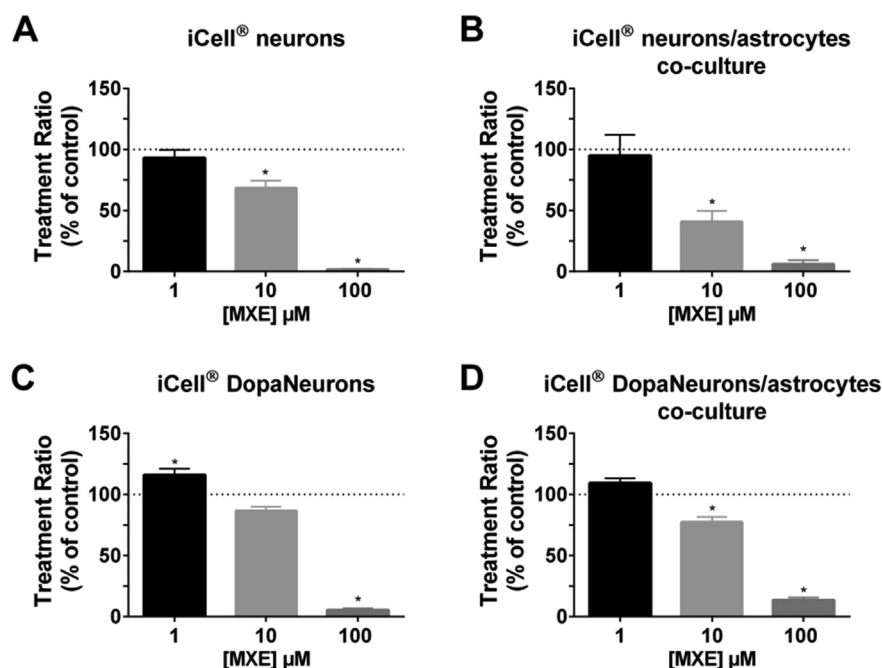 A
iCell® neurons
150
100
50
0
Treatment Ratio
(% of control)
*
*
1
10
100
[MXE] µM
B
iCell® neurons/astrocytes
co-culture
150
100
50
0
Treatment Ratio
(% of control)
*
*
1
10
100
[MXE] µM
C
iCell® DopaNeurons
150
100
50
0
Treatment Ratio
(% of control)
*
*
1
10
100
[MXE] µM
D
iCell® DopaNeurons/astrocytes
co-culture
150
100
50
0
Treatment Ratio
(% of control)
*
*
1
10
100
[MXE] µM